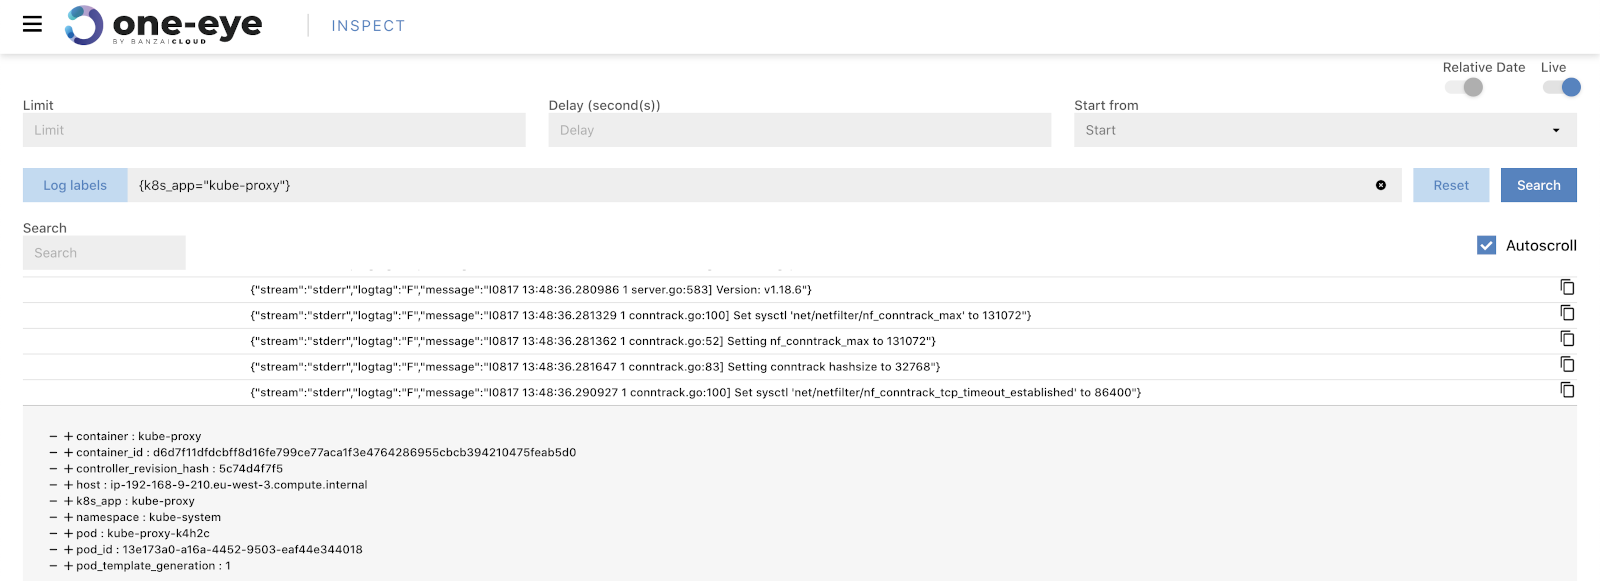 one-eye
BY BANZAICLOUD
INSPECT
Relative Date Live
Limit Delay (second(s)) Start from
Limit Delay Start
Log labels {k8s_app="kube-proxy"} Reset Search
Search
Search
Autoscroll
{"stream":"stderr","logtag":"F","message":"I0817 13:48:36.280986 1 server.go:583] Version: v1.18.6"}
{"stream":"stderr","logtag":"F","message":"I0817 13:48:36.281329 1 conntrack.go:100] Set sysctl 'net/netfilter/nf_conntrack_max' to 131072"}
{"stream":"stderr","logtag":"F","message":"I0817 13:48:36.281362 1 conntrack.go:52] Setting nf_conntrack_max to 131072"}
{"stream":"stderr","logtag":"F","message":"I0817 13:48:36.281647 1 conntrack.go:83] Setting conntrack hashsize to 32768"}
{"stream":"stderr","logtag":"F","message":"I0817 13:48:36.290927 1 conntrack.go:100] Set sysctl 'net/netfilter/nf_conntrack_tcp_timeout_established' to 86400"}
− + container : kube-proxy
− + container_id : d6d7f11dfdcbff8d16fe799ce77aca1f3e4764286955cbcb394210475feab5d0
− + controller_revision_hash : 5c74d4f7f5
− + host : ip-192-168-9-210.eu-west-3.compute.internal
− + k8s_app : kube-proxy
− + namespace : kube-system
− + pod : kube-proxy-k4h2c
− + pod_id : 13e173a0-a16a-4452-9503-eaf44e344018
− + pod_template_generation : 1